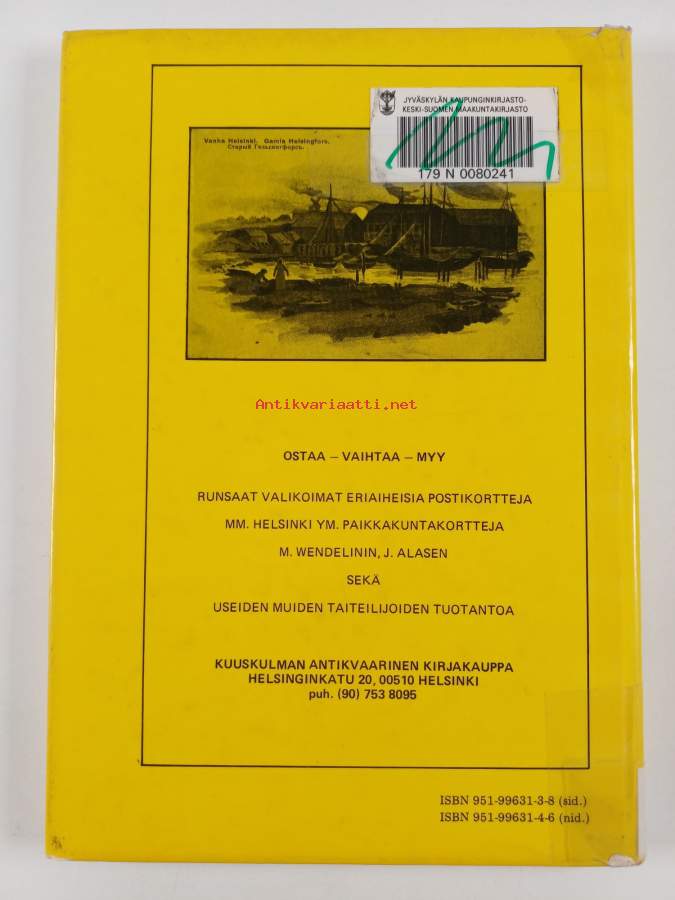 JYVÄSKYLÄN KAUPUNGINKIRJASTO-
KESKI-SUOMEN MAAKUNTAKIRJASTO
179 N 0080241
Vanha Helsinki. Gamla Helsingfors.
Старый Гельсингфорсъ.
Antikvariaatti.net
OSTAA – VAIHTAA – MYY
RUNSAAT VALIKOIMAT ERIAIHEISIA POSTIKORTTEJA
MM. HELSINKI YM. PAIKKAKUNTAKORTTEJA
M. WENDELININ, J. ALASEN
SEKÄ
USEIDEN MUIDEN TAITEILIJOIDEN TUOTANTOA
KUUSKULMAN ANTIKVAARINEN KIRJAKAUPPA
HELSINGINKATU 20, 00510 HELSINKI
puh. (90) 753 8095
ISBN 951-99631-3-8 (sid.)
ISBN 951-99631-4-6 (nid.)